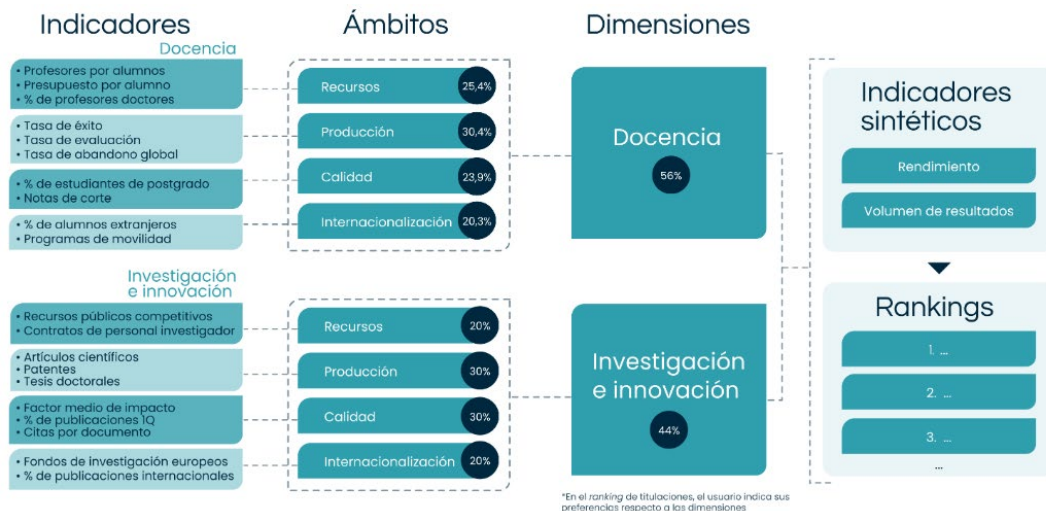 Indicadores
Docencia
• Profesores por alumnos
• Presupuesto por alumno
• % de profesores doctores
• Tasa de éxito
• Tasa de evaluación
• Tasa de abandono global
• % de estudiantes de postgrado
• Notas de corte
• % de alumnos extranjeros
• Programas de movilidad
Investigación
e innovación
• Recursos públicos competitivos
• Contratos de personal investigador
• Artículos científicos
• Patentes
• Tesis doctorales
• Factor medio de impacto
• % de publicaciones 1Q
• Citas por documento
• Fondos de investigación europeos
• % de publicaciones internacionales
Ámbitos
Recursos 25,4%
Producción 30,4%
Calidad 23,9%
Internacionalización 20,3%
Recursos 20%
Producción 30%
Calidad 30%
Internacionalización 20%
Dimensiones
Docencia
56%
Investigación
e innovación
44%
*En el ranking de titulaciones, el usuario indica sus
preferencias respecto a las dimensiones
Indicadores
sintéticos
Rendimiento
Volumen de resultados
Rankings
1. ...
2. ...
3. ...
...